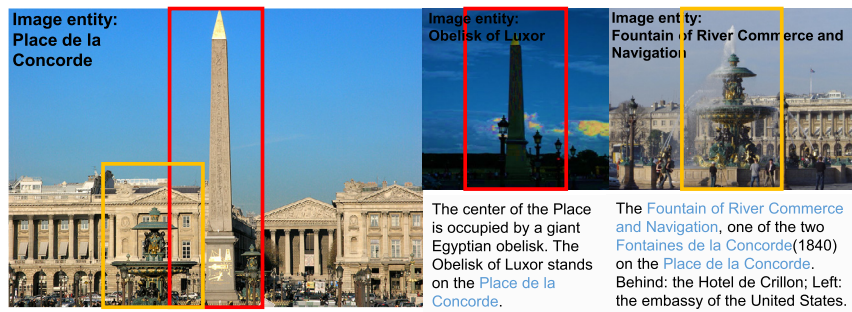 Image entity:
Place de la
Concorde
Image entity:
Obelisk of Luxor
Image entity:
Fountain of River Commerce and
Navigation
The center of the Place
is occupied by a giant
Egyptian obelisk. The
Obelisk of Luxor stands
on the Place de la
Concorde.
The Fountain of River Commerce
and Navigation, one of the two
Fontaines de la Concorde(1840)
on the Place de la Concorde.
Behind: the Hotel de Crillon; Left:
the embassy of the United States.